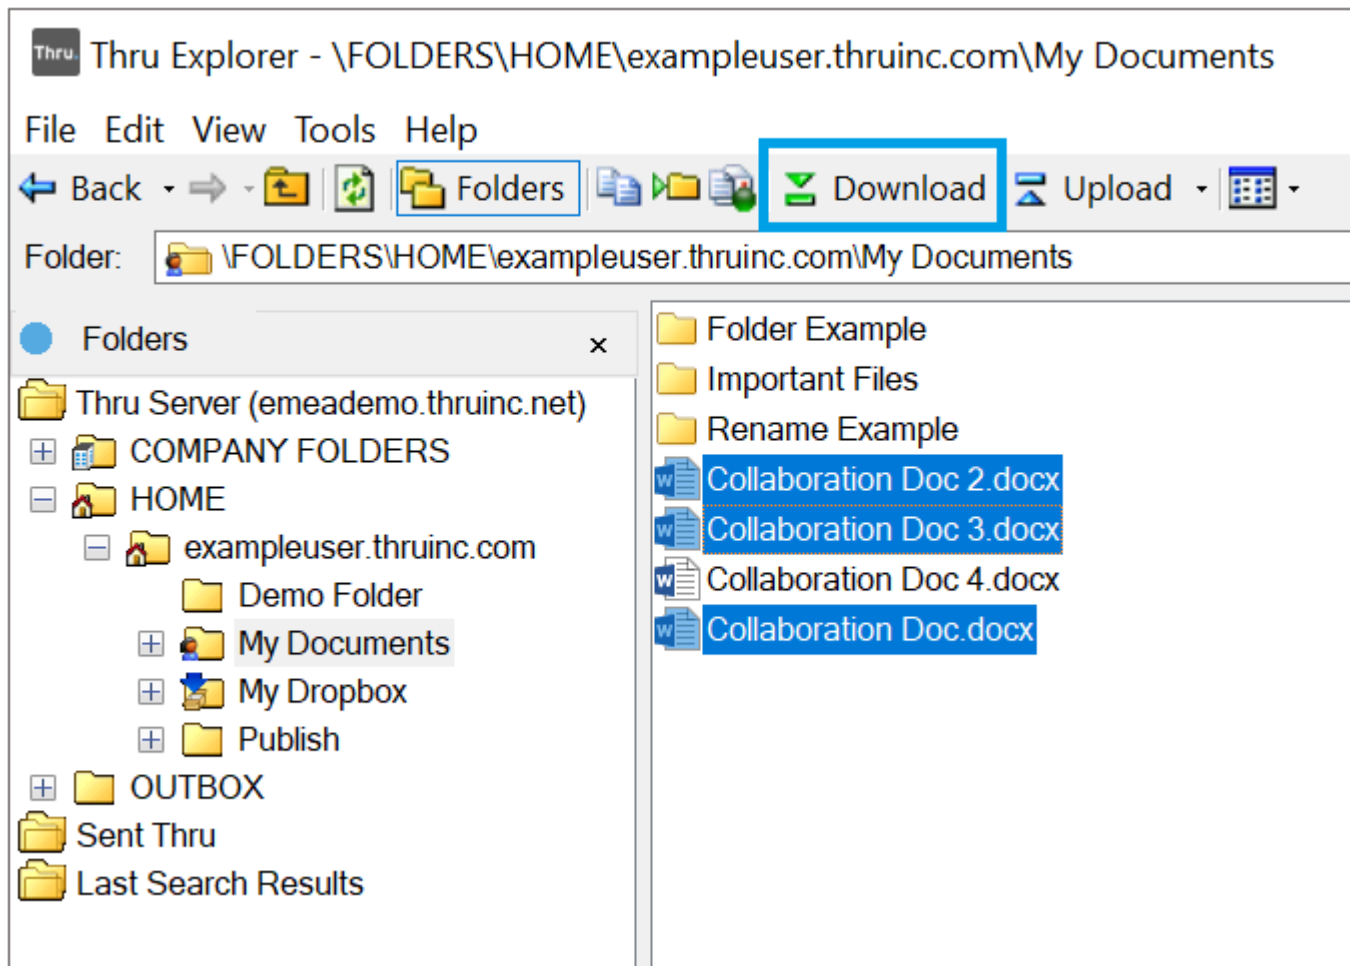 Thru. Thru Explorer - \FOLDERS\HOME\exampleuser.thruinc.com\My Documents
File Edit View Tools Help
Back Folders Download Upload
Folder: \FOLDERS\HOME\exampleuser.thruinc.com\My Documents
Folders x
Thru Server (emeademo.thruinc.net)
COMPANY FOLDERS
HOME
exampleuser.thruinc.com
Demo Folder
My Documents
My Dropbox
Publish
OUTBOX
Sent Thru
Last Search Results
Folder Example
Important Files
Rename Example
Collaboration Doc 2.docx
Collaboration Doc 3.docx
Collaboration Doc 4.docx
Collaboration Doc.docx